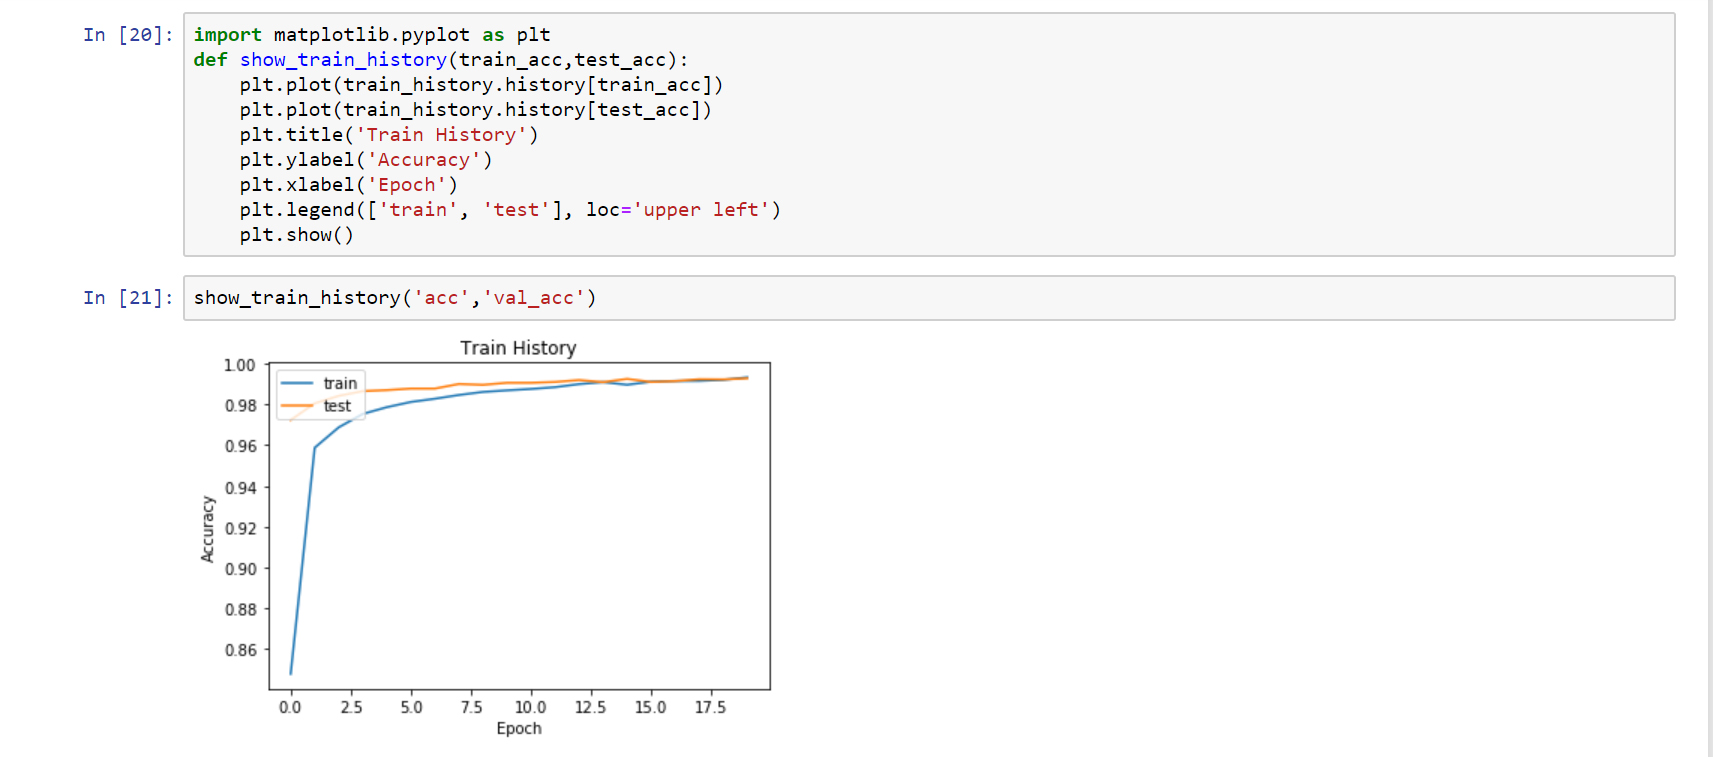 In [20]: import matplotlib.pyplot as plt
def show_train_history(train_acc,test_acc):
    plt.plot(train_history.history[train_acc])
    plt.plot(train_history.history[test_acc])
    plt.title('Train History')
    plt.ylabel('Accuracy')
    plt.xlabel('Epoch')
    plt.legend(['train', 'test'], loc='upper left')
    plt.show()
In [21]: show_train_history('acc','val_acc')
Train History
train
test
1.00
0.98
0.96
0.94
0.92
0.90
0.88
0.86
Accuracy
0.0 2.5 5.0 7.5 10.0 12.5 15.0 17.5
Epoch